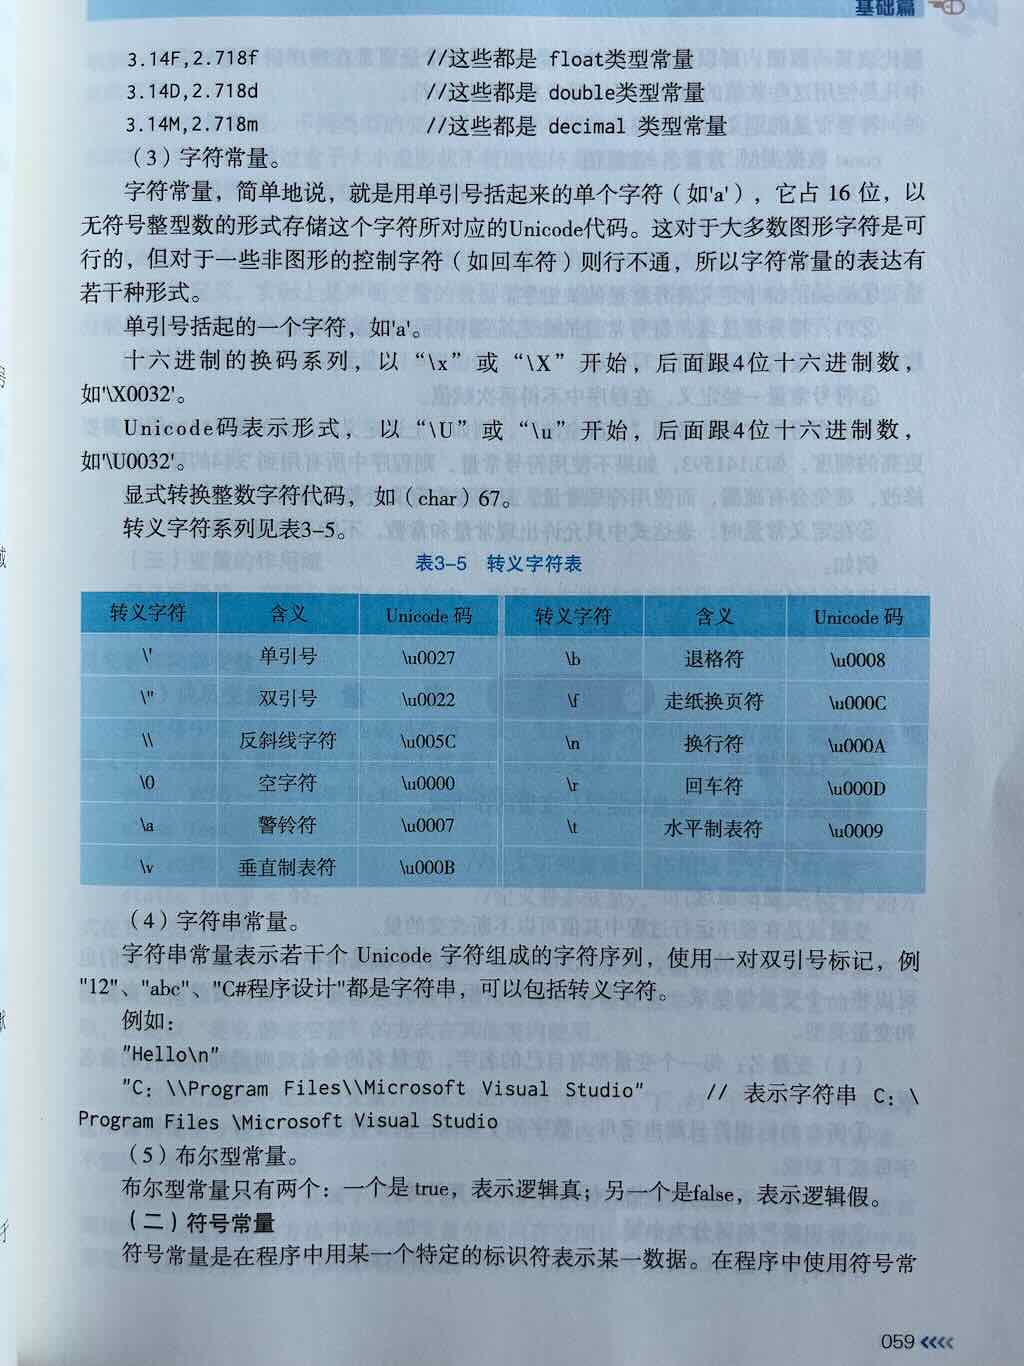 基础篇
3.14F,2.718f //这些都是 float类型常量
3.14D,2.718d //这些都是 double类型常量
3.14M,2.718m //这些都是 decimal 类型常量
（3）字符常量。
字符常量，简单地说，就是用单引号括起来的单个字符（如'a'），它占 16 位，以
无符号整型数的形式存储这个字符所对应的Unicode代码。这对于大多数图形字符是可
行的，但对于一些非图形的控制字符（如回车符）则行不通，所以字符常量的表达有
若干种形式。
单引号括起的一个字符，如'a'。
十六进制的换码系列，以“\x”或“\X”开始，后面跟4位十六进制数，
如'\X0032'。
Unicode码表示形式，以“\U”或“\u”开始，后面跟4位十六进制数，
如'\U0032'。
显式转换整数字符代码，如（char）67。
转义字符系列见表3-5。
表3-5 转义字符表
转义字符 含义 Unicode 码 转义字符 含义 Unicode 码
\' 单引号 \u0027 \b 退格符 \u0008
\" 双引号 \u0022 \f 走纸换页符 \u000C
\\ 反斜线字符 \u005C \n 换行符 \u000A
\0 空字符 \u0000 \r 回车符 \u000D
\a 警铃符 \u0007 \t 水平制表符 \u0009
\v 垂直制表符 \u000B
（4）字符串常量。
字符串常量表示若干个 Unicode 字符组成的字符序列，使用一对双引号标记，例
"12"、"abc"、"C#程序设计"都是字符串，可以包括转义字符。
例如：
"Hello\n"
"C：\\Program Files\\Microsoft Visual Studio" // 表示字符串 C：\
Program Files \Microsoft Visual Studio
（5）布尔型常量。
布尔型常量只有两个：一个是 true，表示逻辑真；另一个是false，表示逻辑假。
（二）符号常量
符号常量是在程序中用某一个特定的标识符表示某一数据。在程序中使用符号常
059